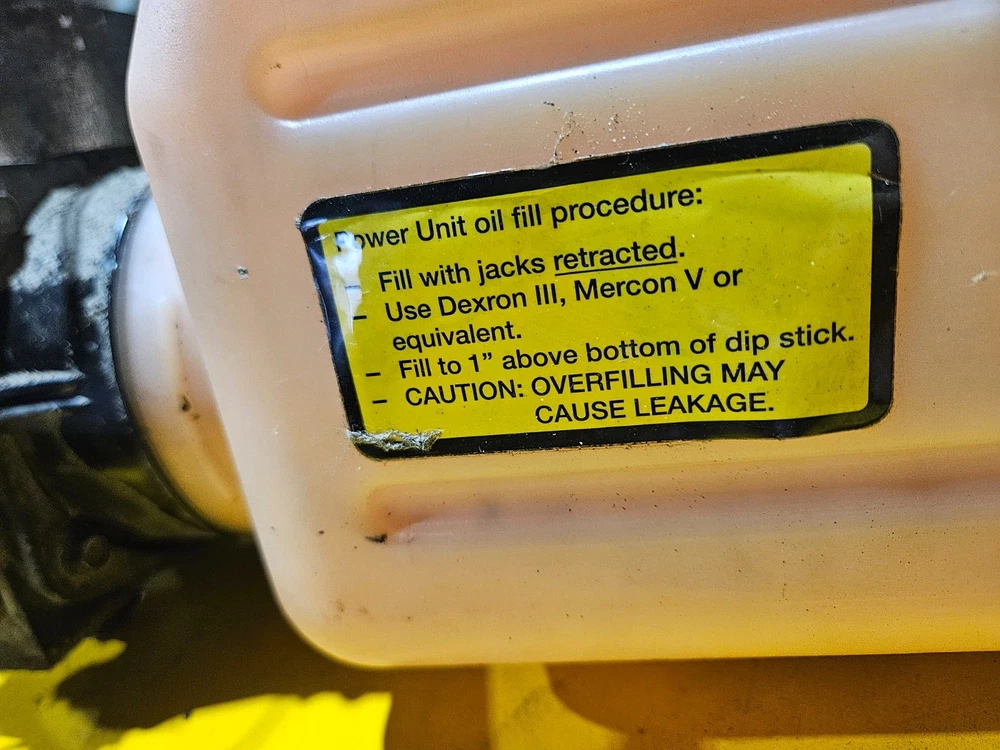 Power Unit oil fill procedure:
Fill with jacks retracted.
– Use Dexron III, Mercon V or
equivalent.
– Fill to 1” above bottom of dip stick.
– CAUTION: OVERFILLING MAY
CAUSE LEAKAGE.